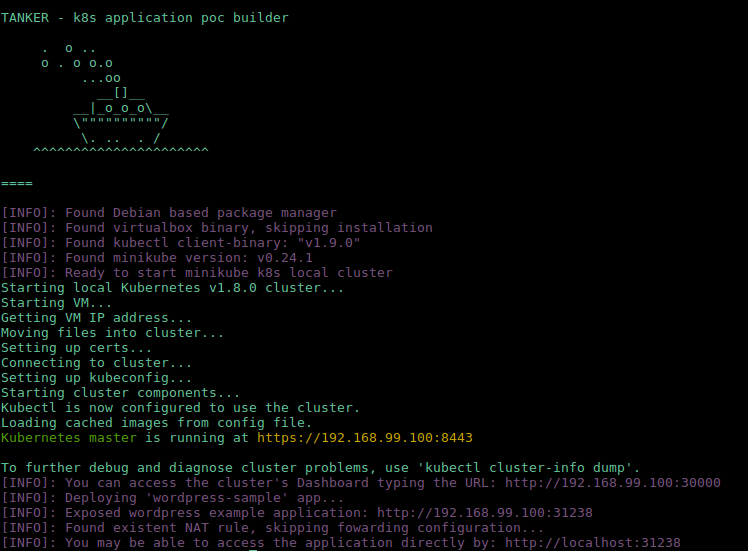 TANKER - k8s application poc builder
     .  o ..
     o . o o.o
          ...oo
            __[]__
         __|_o_o_o\__
         \""""""""""/
          \. ..  . /
    ^^^^^^^^^^^^^^^^^^^^^^
====
[INFO]: Found Debian based package manager
[INFO]: Found virtualbox binary, skipping installation
[INFO]: Found kubectl client-binary: "v1.9.0"
[INFO]: Found minikube version: v0.24.1
[INFO]: Ready to start minikube k8s local cluster
Starting local Kubernetes v1.8.0 cluster...
Starting VM...
Getting VM IP address...
Moving files into cluster...
Setting up certs...
Connecting to cluster...
Setting up kubeconfig...
Starting cluster components...
Kubectl is now configured to use the cluster.
Loading cached images from config file.
Kubernetes master is running at https://192.168.99.100:8443
To further debug and diagnose cluster problems, use 'kubectl cluster-info dump'.
[INFO]: You can access the cluster's Dashboard typing the URL: http://192.168.99.100:30000
[INFO]: Deploying 'wordpress-sample' app...
[INFO]: Exposed wordpress example application: http://192.168.99.100:31238
[INFO]: Found existent NAT rule, skipping fowarding configuration...
[INFO]: You may be able to access the application directly by: http://localhost:31238